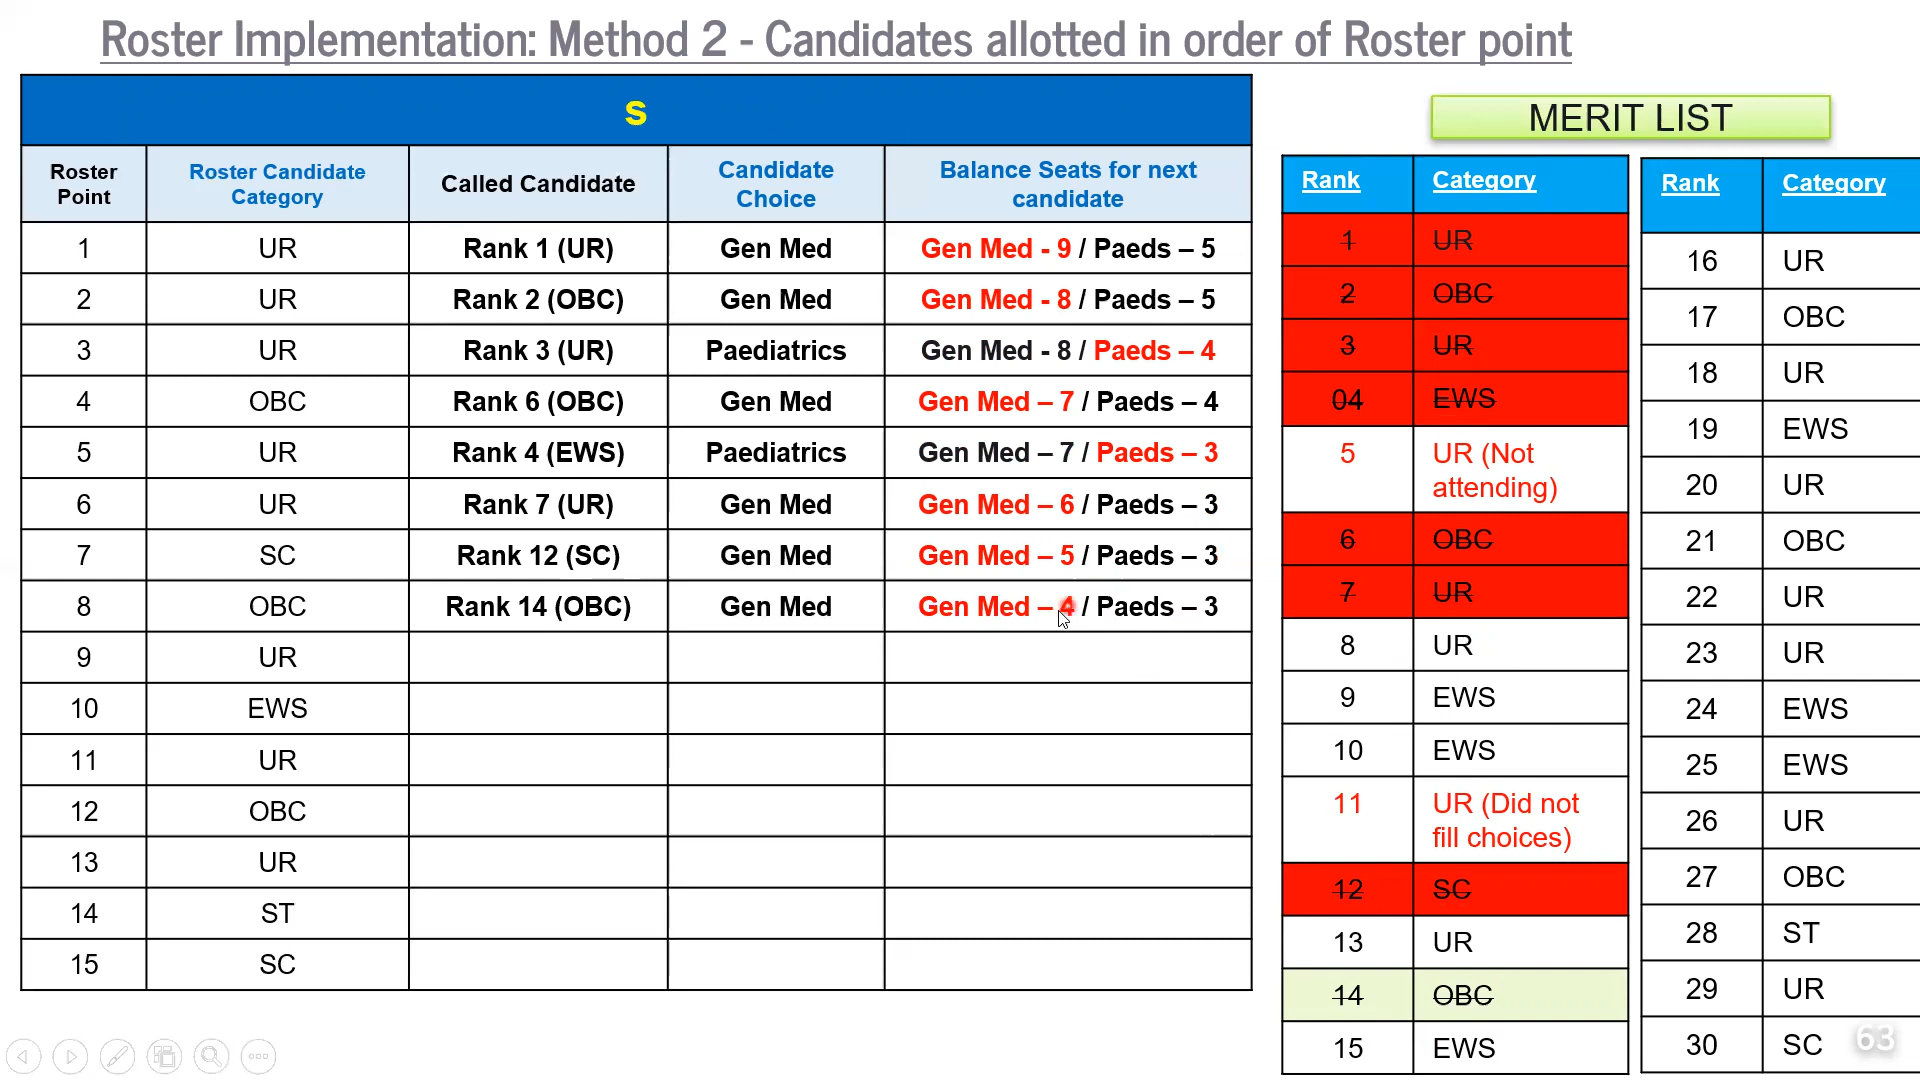 Roster Implementation: Method 2 - Candidates allotted in order of Roster point
S
Roster Point
Roster Candidate Category
Called Candidate
Candidate Choice
Balance Seats for next candidate
1 UR Rank 1 (UR) Gen Med Gen Med - 9 / Paeds – 5
2 UR Rank 2 (OBC) Gen Med Gen Med - 8 / Paeds – 5
3 UR Rank 3 (UR) Paediatrics Gen Med - 8 / Paeds – 4
4 OBC Rank 6 (OBC) Gen Med Gen Med – 7 / Paeds – 4
5 UR Rank 4 (EWS) Paediatrics Gen Med – 7 / Paeds – 3
6 UR Rank 7 (UR) Gen Med Gen Med – 6 / Paeds – 3
7 SC Rank 12 (SC) Gen Med Gen Med – 5 / Paeds – 3
8 OBC Rank 14 (OBC) Gen Med Gen Med – 4 / Paeds – 3
9 UR
10 EWS
11 UR
12 OBC
13 UR
14 ST
15 SC
MERIT LIST
Rank Category
1 UR
2 OBC
3 UR
04 EWS
5 UR (Not attending)
6 OBC
7 UR
8 UR
9 EWS
10 EWS
11 UR (Did not fill choices)
12 SC
13 UR
14 OBC
15 EWS
Rank Category
16 UR
17 OBC
18 UR
19 EWS
20 UR
21 OBC
22 UR
23 UR
24 EWS
25 EWS
26 UR
27 OBC
28 ST
29 UR
30 SC
63